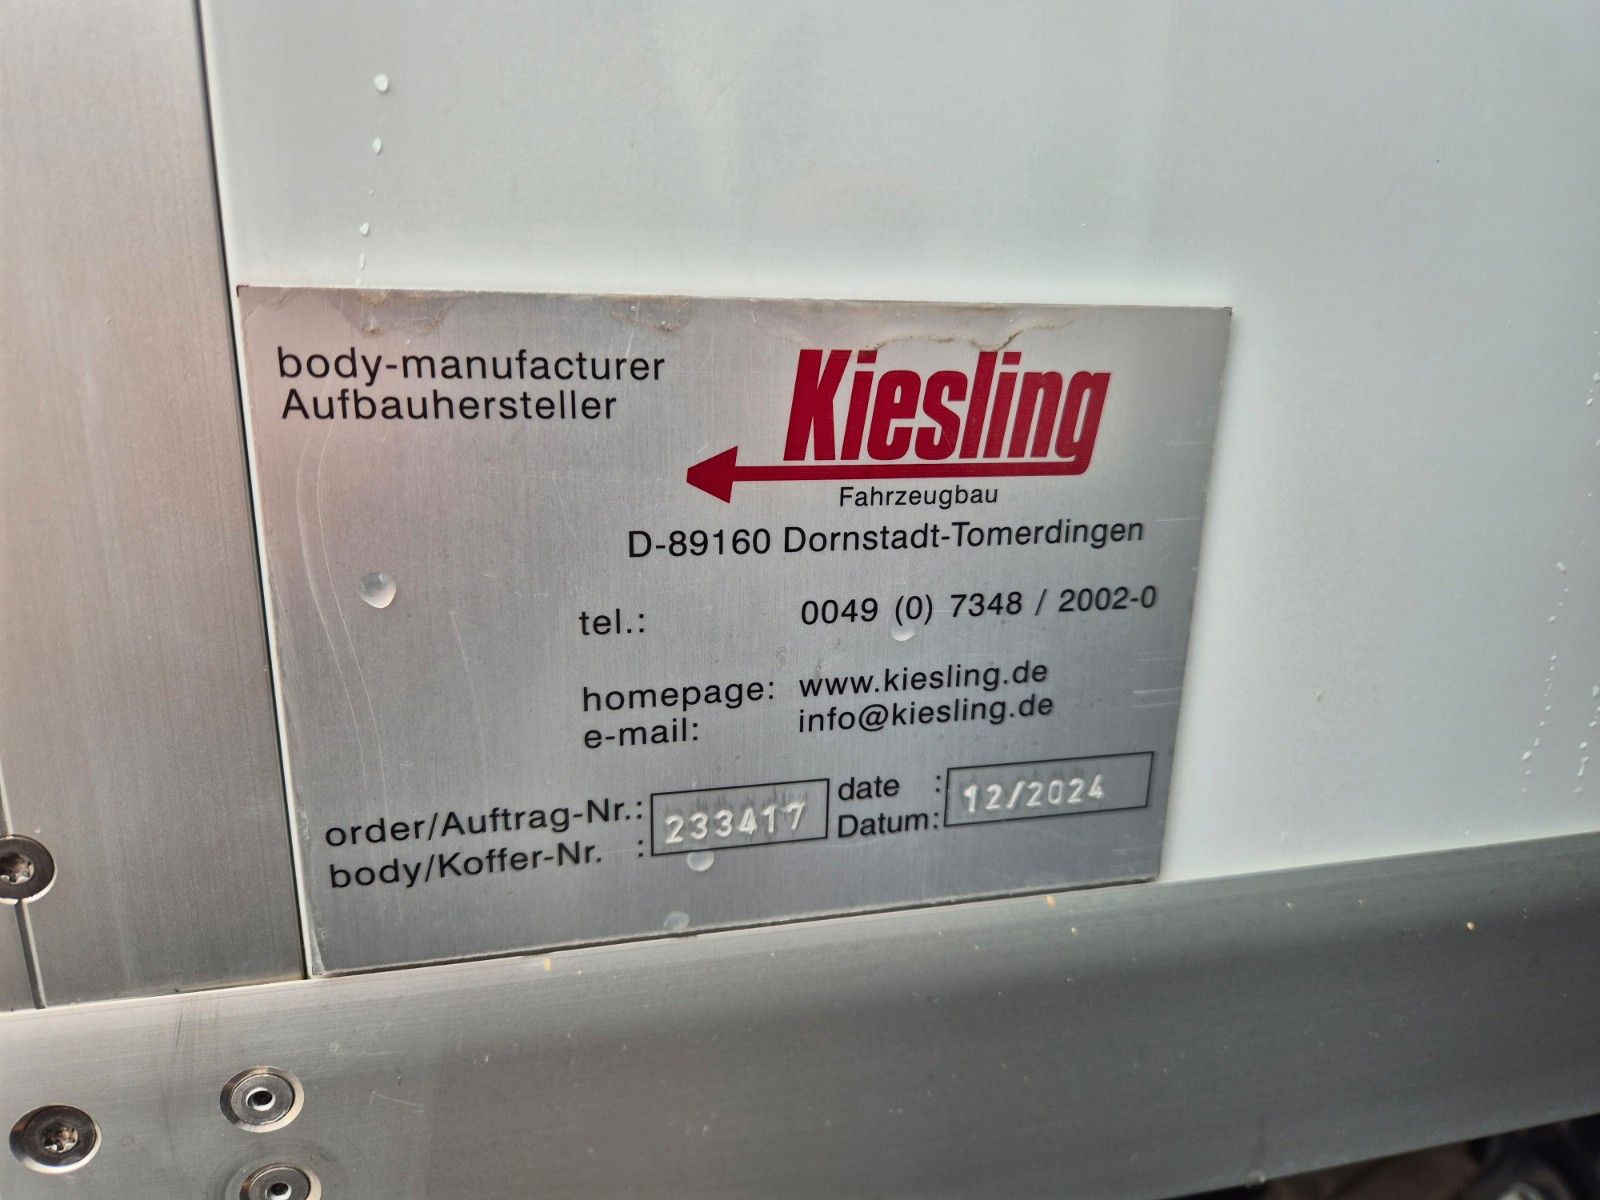 body-manufacturer
Aufbauhersteller
Kiesling
Fahrzeugbau
D-89160 Dornstadt-Tomerdingen
tel.: 0049 (0) 7348 / 2002-0
homepage: www.kiesling.de
e-mail: info@kiesling.de
order/Auftrag-Nr.: 233417 date : 12/2024
body/Koffer-Nr. : Datum: